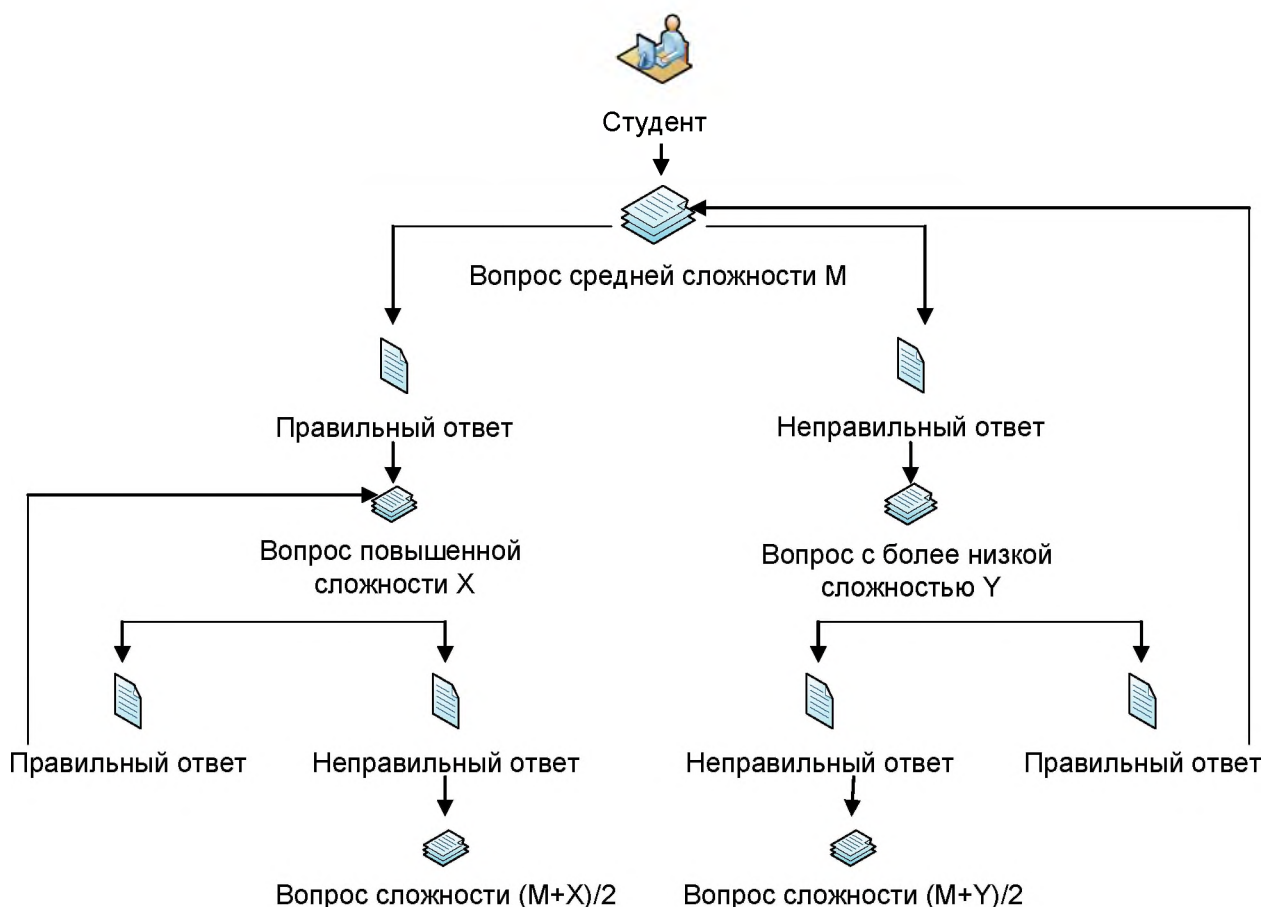 Студент
Вопрос средней сложности М
Правильный ответ
Неправильный ответ
Вопрос повышенной
сложности X
Вопрос с более низкой
сложностью Y
Правильный ответ
Неправильный ответ
Неправильный ответ
Правильный ответ
Вопрос сложности (M+X)/2
Вопрос сложности (M+Y)/2